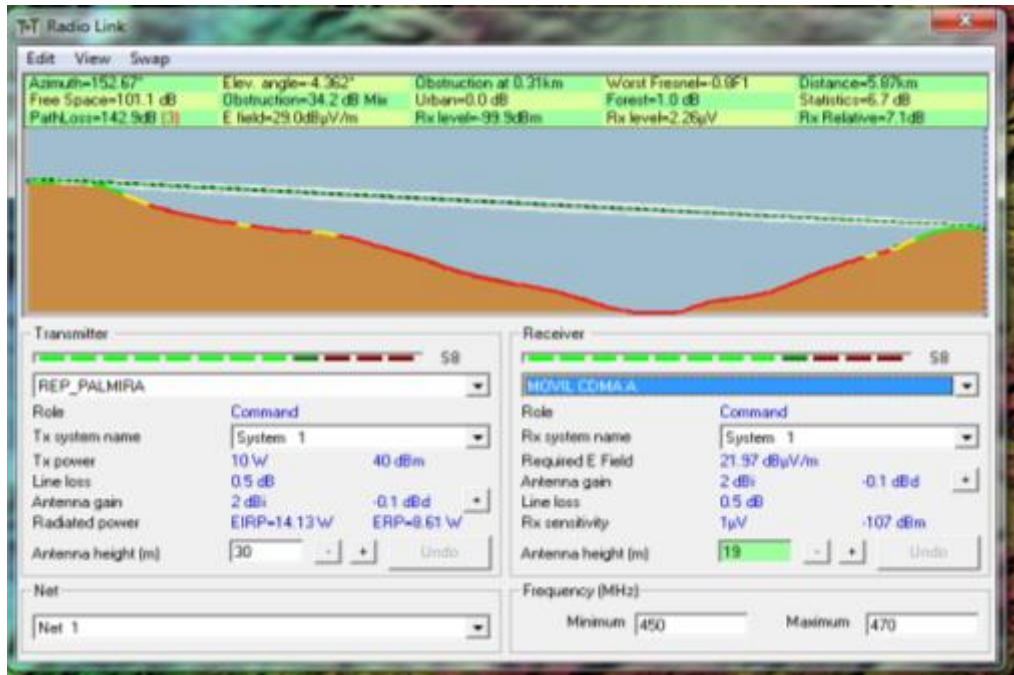 Radio Link
Edit View Swap
Azimuth=152.67° Elev. angle=-4.362° Obstruction at 0.31km Worst Fresnel=-0.8F1 Distance=5.87km
Free Space=101.1 dB Obstruction=34.2 dB Mix Urban=0.0 dB Forest=1.0 dB Statistics=6.7 dB
PathLoss=142.9dB (3) E field=29.0dBµV/m Rx level=-99.9dBm Rx level=2.26µV Rx Relative=7.1dB
Transmitter
S8
REP_PALMIRA
Role Command
Tx system name System 1
Tx power 10 W 40 dBm
Line loss 0.5 dB
Antenna gain 2 dBi -0.1 dBd +
Radiated power EIRP=14.13 W ERP=8.61 W
Antenna height (m) 30 - + Undo
Net
Net 1
Receiver
S8
MOVIL CDMA A
Role Command
Rx system name System 1
Required E Field 21.97 dBµV/m
Antenna gain 2 dBi -0.1 dBd +
Line loss 0.5 dB
Rx sensitivity 1µV -107 dBm
Antenna height (m) 19 - + Undo
Frequency (MHz)
Minimum 450 Maximum 470